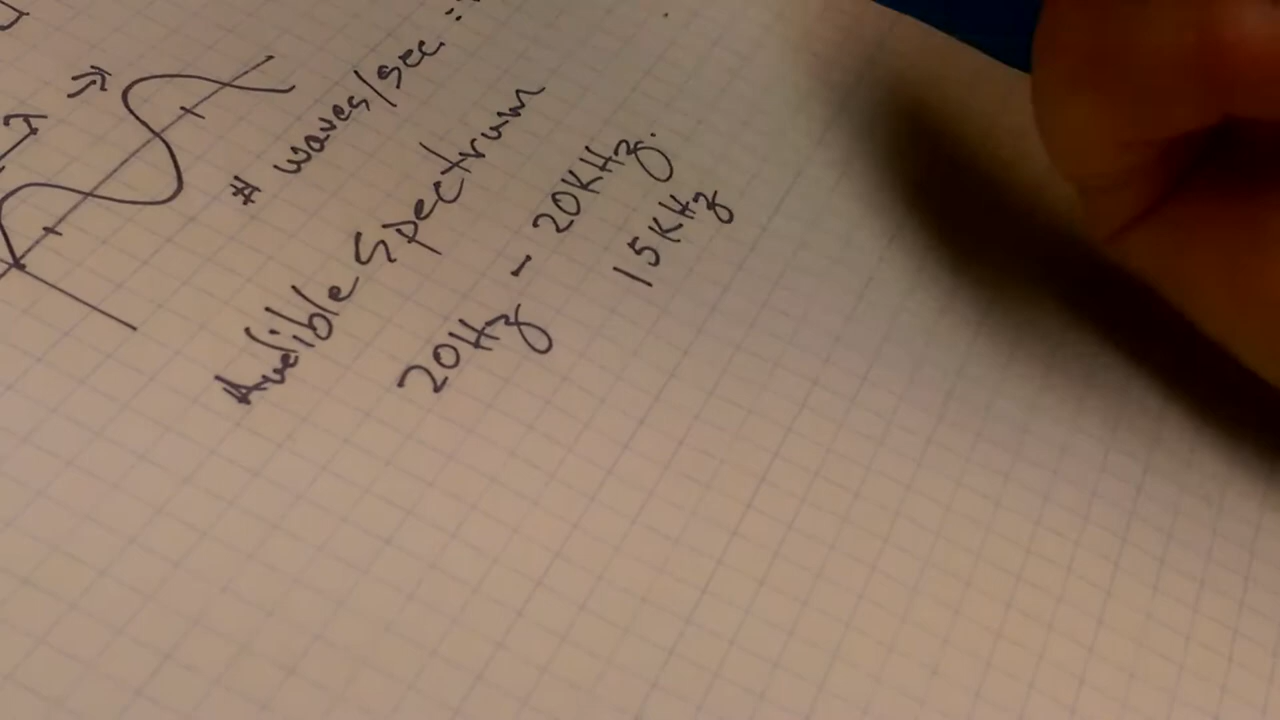 # waves/sec :
Audible Spectrum
20Hz - 20KHz.
15KHz